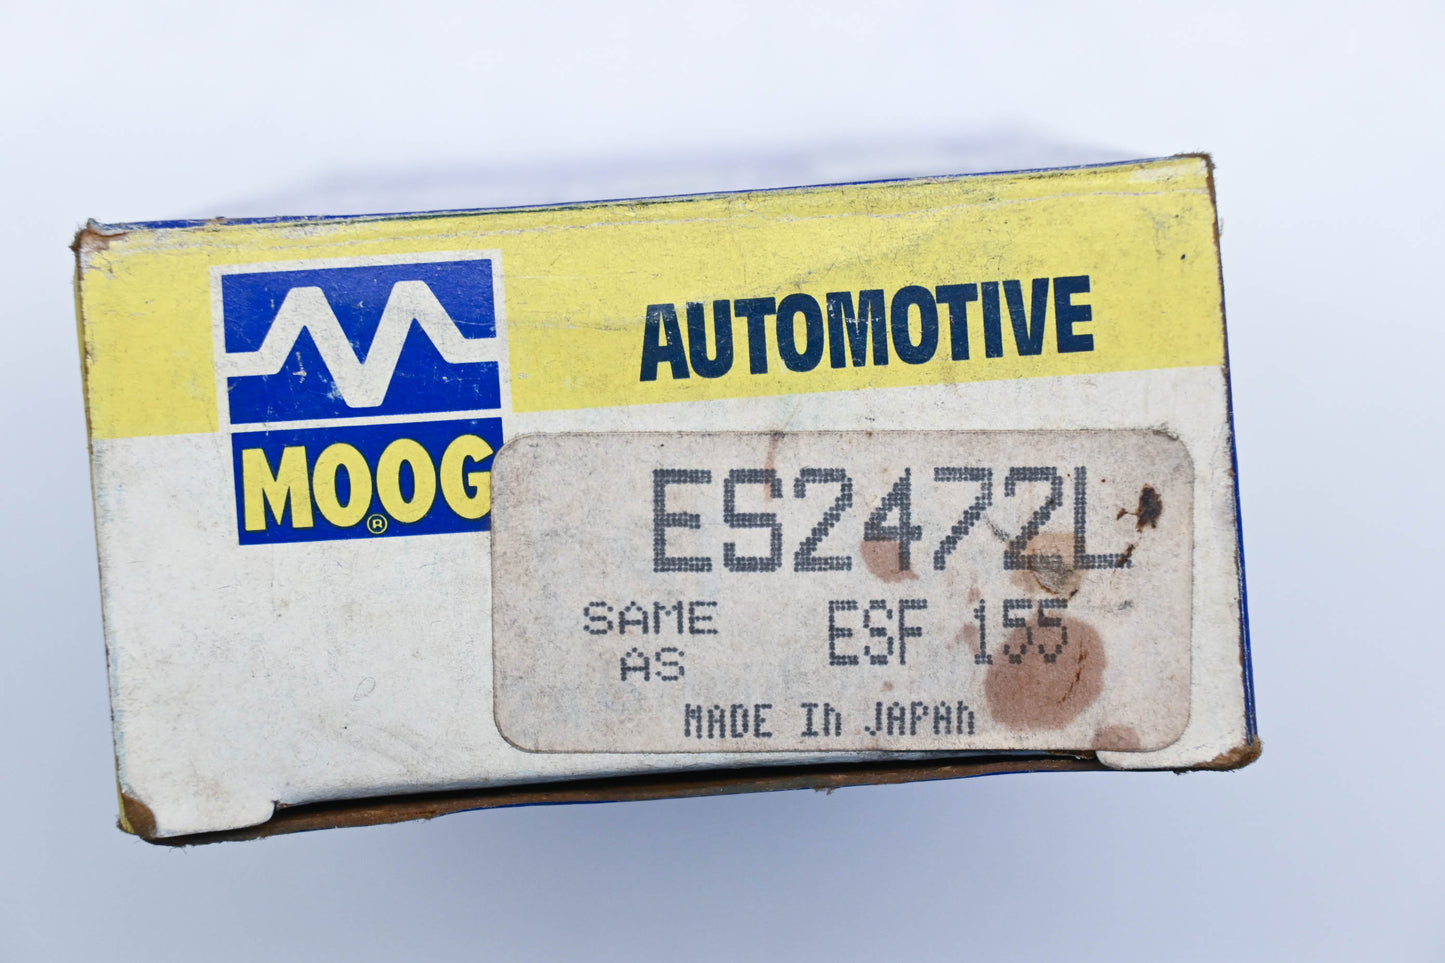 AUTOMOTIVE
MOOG®
ES2472L
SAME AS ESF 155
MADE In JAPAn